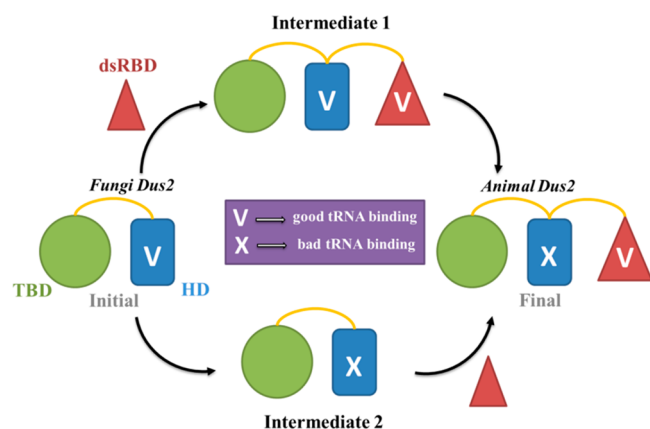 Intermediate 1
dsRBD
V
V
Fungi Dus2
Animal Dus2
V
V good tRNA binding
X bad tRNA binding
X
V
TBD
Initial
HD
Final
X
Intermediate 2